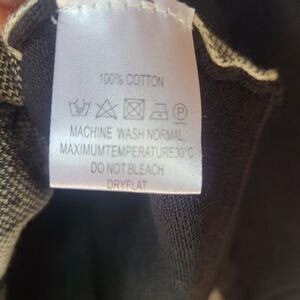 100% COTTON
P
MACHINE WASH NORMAL,
MAXIMUMTEMPERATURE30°C
DO NOT BLEACH
DRYFLAT